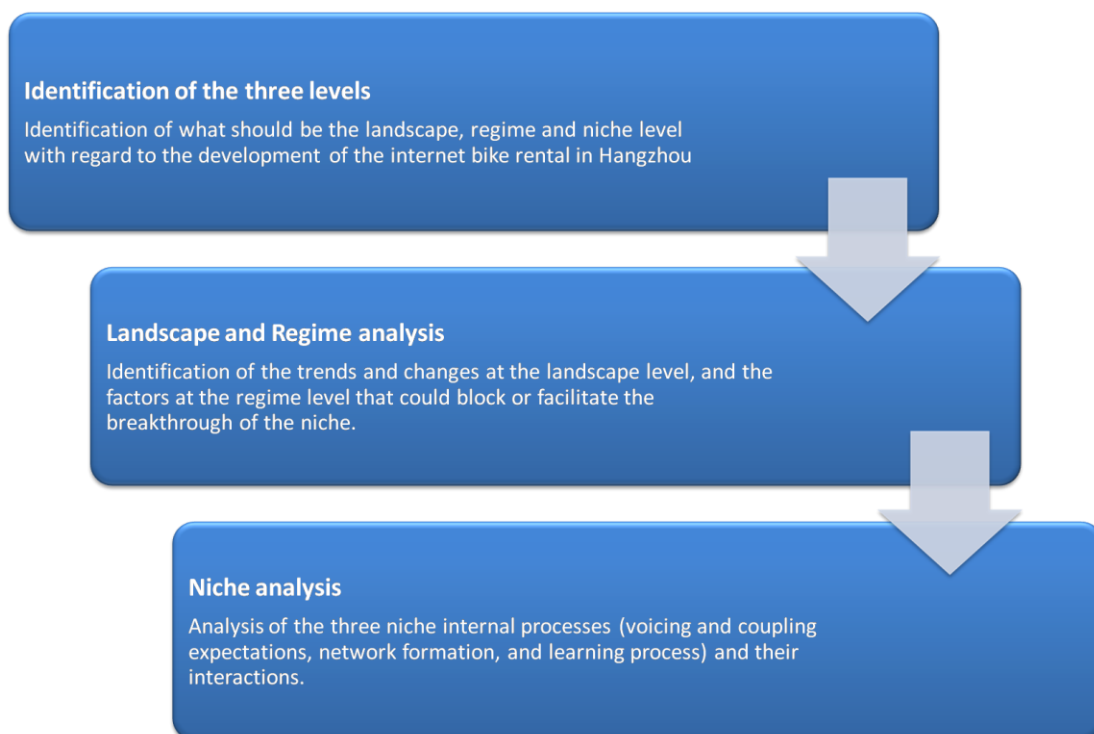 Identification of the three levels
Identification of what should be the landscape, regime and niche level
with regard to the development of the internet bike rental in Hangzhou
Landscape and Regime analysis
Identification of the trends and changes at the landscape level, and the
factors at the regime level that could block or facilitate the
breakthrough of the niche.
Niche analysis
Analysis of the three niche internal processes (voicing and coupling
expectations, network formation, and learning process) and their
interactions.